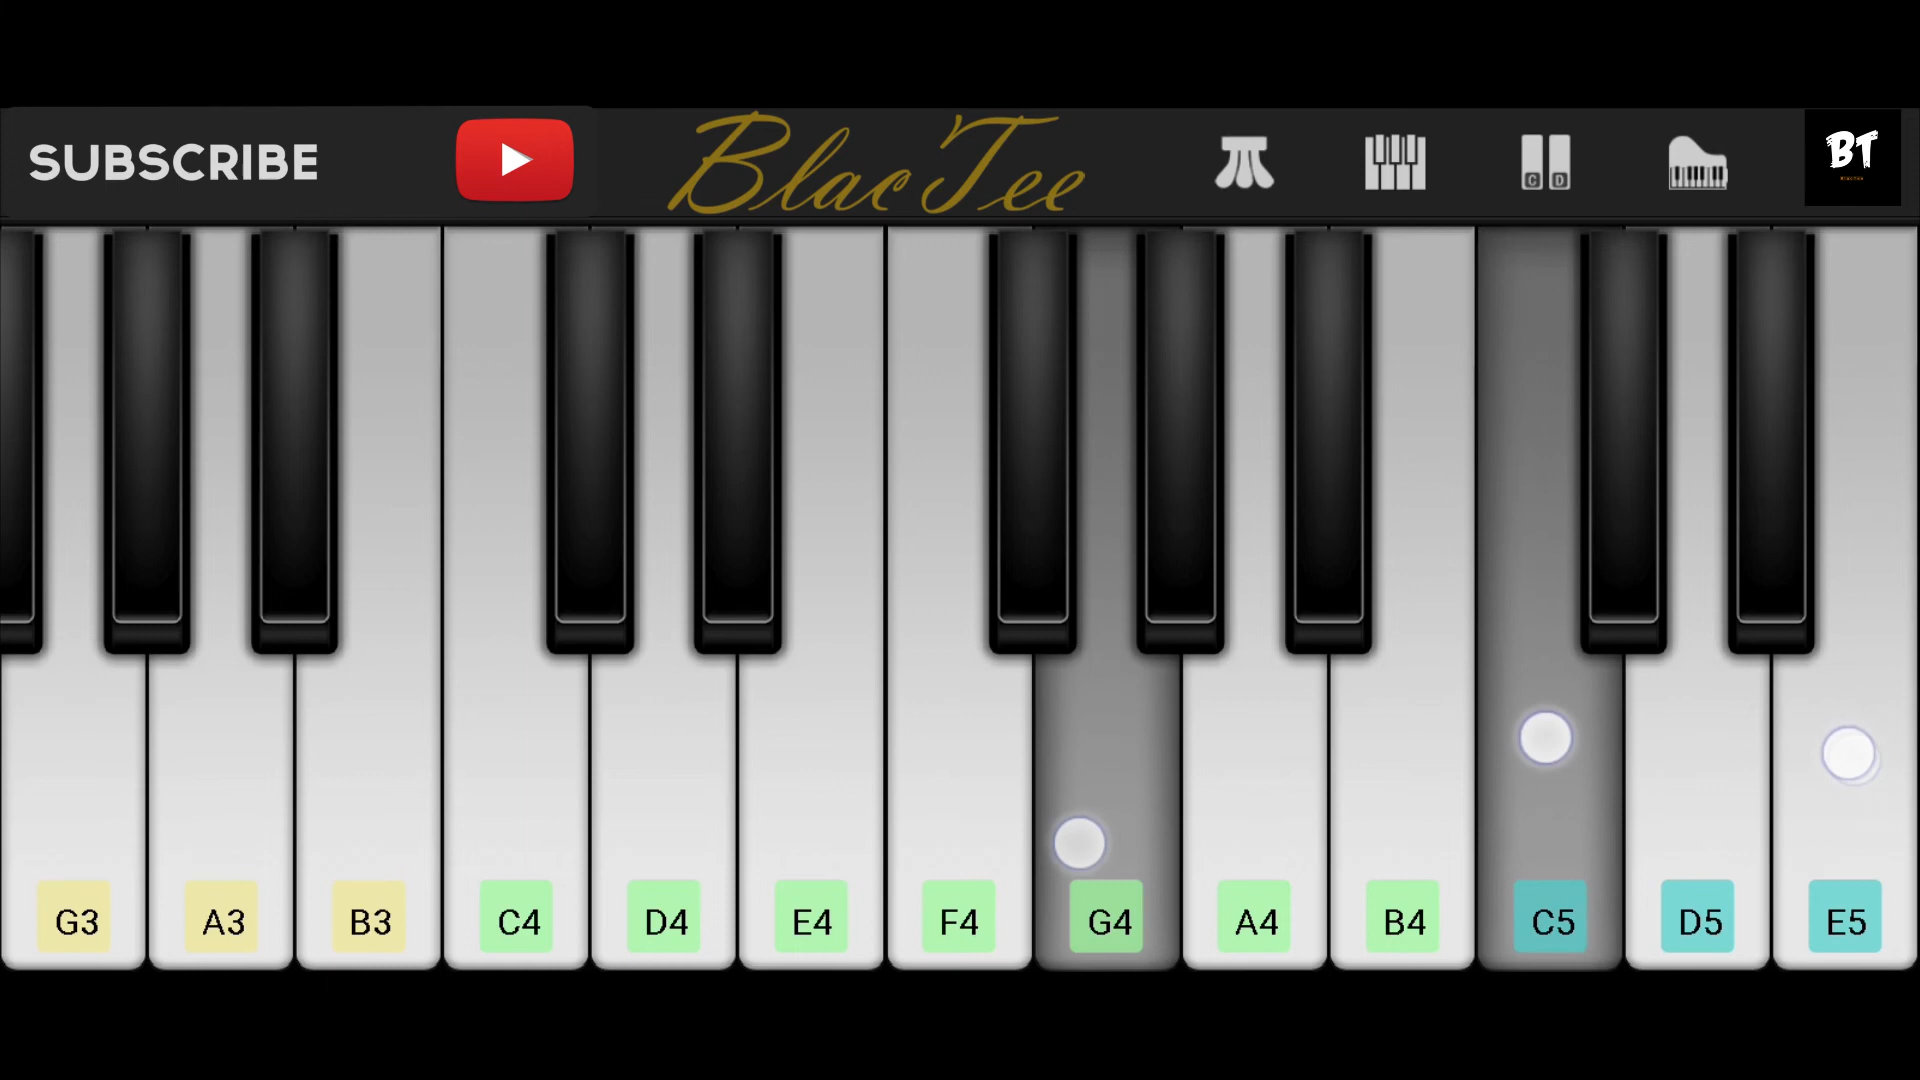 SUBSCRIBE
BlacTee
BT
C D
G3 A3 B3 C4 D4 E4 F4 G4 A4 B4 C5 D5 E5